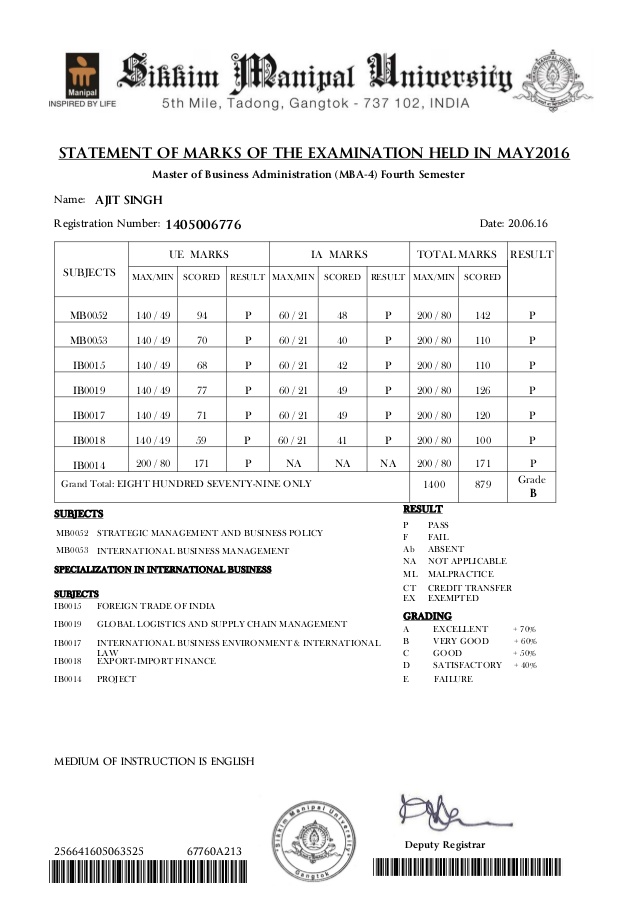 Manipal
INSPIRED BY LIFE
Sikkim Manipal University
5th Mile, Tadong, Gangtok - 737 102, INDIA
STATEMENT OF MARKS OF THE EXAMINATION HELD IN MAY2016
Master of Business Administration (MBA-4) Fourth Semester
Name: AJIT SINGH
Registration Number: 1405006776 Date: 20.06.16
SUBJECTS UE MARKS IA MARKS TOTAL MARKS RESULT
MAX/MIN SCORED RESULT MAX/MIN SCORED RESULT MAX/MIN SCORED
MB0052 140 / 49 94 P 60 / 21 48 P 200 / 80 142 P
MB0053 140 / 49 70 P 60 / 21 40 P 200 / 80 110 P
IB0015 140 / 49 68 P 60 / 21 42 P 200 / 80 110 P
IB0019 140 / 49 77 P 60 / 21 49 P 200 / 80 126 P
IB0017 140 / 49 71 P 60 / 21 49 P 200 / 80 120 P
IB0018 140 / 49 59 P 60 / 21 41 P 200 / 80 100 P
IB0014 200 / 80 171 P NA NA NA 200 / 80 171 P
Grand Total: EIGHT HUNDRED SEVENTY-NINE ONLY 1400 879 Grade
B
SUBJECTS
MB0052 STRATEGIC MANAGEMENT AND BUSINESS POLICY
MB0053 INTERNATIONAL BUSINESS MANAGEMENT
SPECIALIZATION IN INTERNATIONAL BUSINESS
SUBJECTS
IB0015 FOREIGN TRADE OF INDIA
IB0019 GLOBAL LOGISTICS AND SUPPLY CHAIN MANAGEMENT
IB0017 INTERNATIONAL BUSINESS ENVIRONMENT & INTERNATIONAL
LAW
IB0018 EXPORT-IMPORT FINANCE
IB0014 PROJECT
RESULT
P PASS
F FAIL
Ab ABSENT
NA NOT APPLICABLE
ML MALPRACTICE
CT CREDIT TRANSFER
EX EXEMPTED
GRADING
A EXCELLENT + 70%
B VERY GOOD + 60%
C GOOD + 50%
D SATISFACTORY + 40%
E FAILURE
MEDIUM OF INSTRUCTION IS ENGLISH
Sikkim Manipal University
Gangtok
Deputy Registrar
256641605063525 67760A213